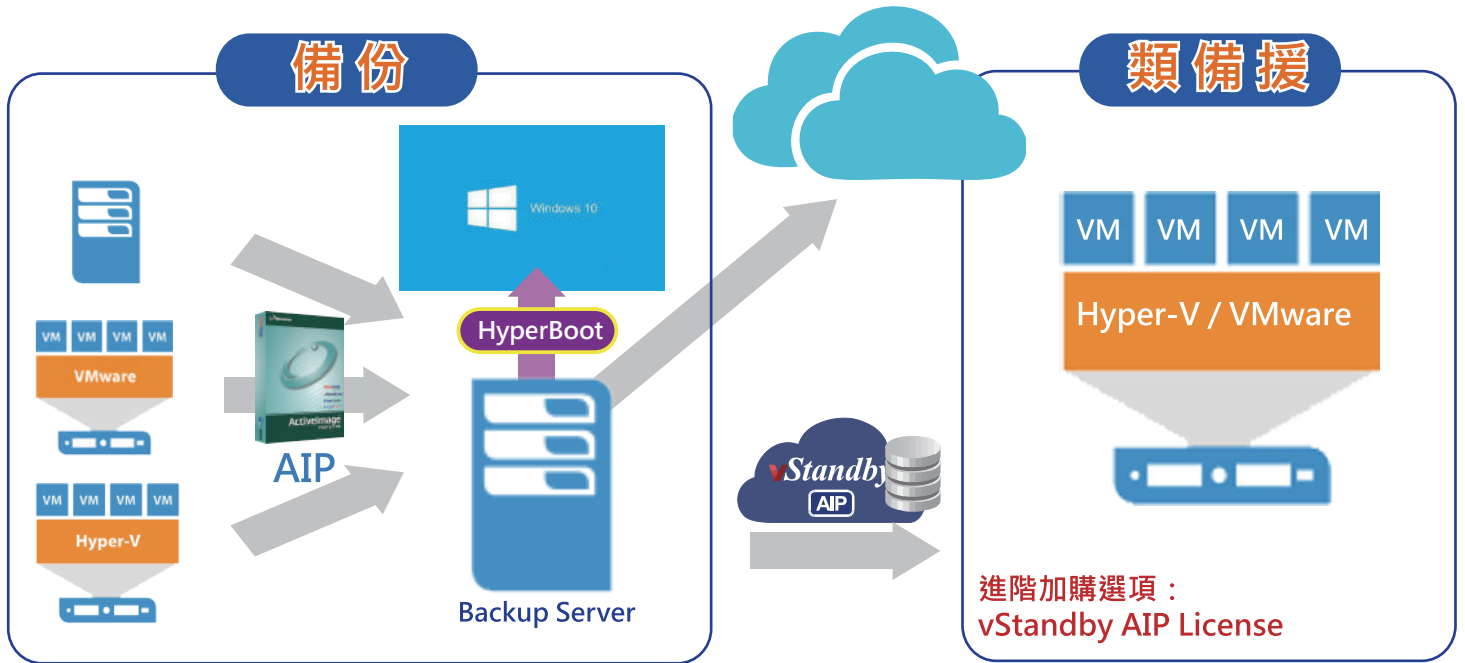 備份
類備援
Windows 10
HyperBoot
VM VM VM VM
VMware
ActiveImage
AIP
VM VM VM VM
Hyper-V
Backup Server
vStandby
AIP
VM VM VM VM
Hyper-V / VMware
進階加購選項：
vStandby AIP License